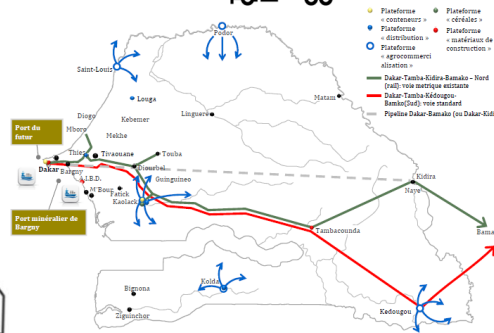 Plateforme
« conteneurs »
Plateforme
« distribution »
Plateforme
« agrocommerci
alisation »
Plateforme
« céréales »
Plateforme
« matériaux de
construction »
Dakar-Tamba-Kidira-Bamako – Nord
(rail): voie metrique existante
Dakar-Tamba-Kédougou-
Bamko(Sud): voie standard
Pipeline Dakar-Bamako (ou Dakar-Kidi
Podor
Saint-Louis
Louga
Linguere
Matam
Diogo
Kebemer
Mboro
Mekhe
Port du
futur
Thies
Tivaouane
Touba
Dakar
Bargny
Diourbel
A.I.B.D.
Guinguineo
M'Bour
Fatick
Kaolack
Kidira
Naye
Port minéralier de
Bargny
Tambacounda
Bama
Bignona
Kolda
Ziguinchor
Kedougou